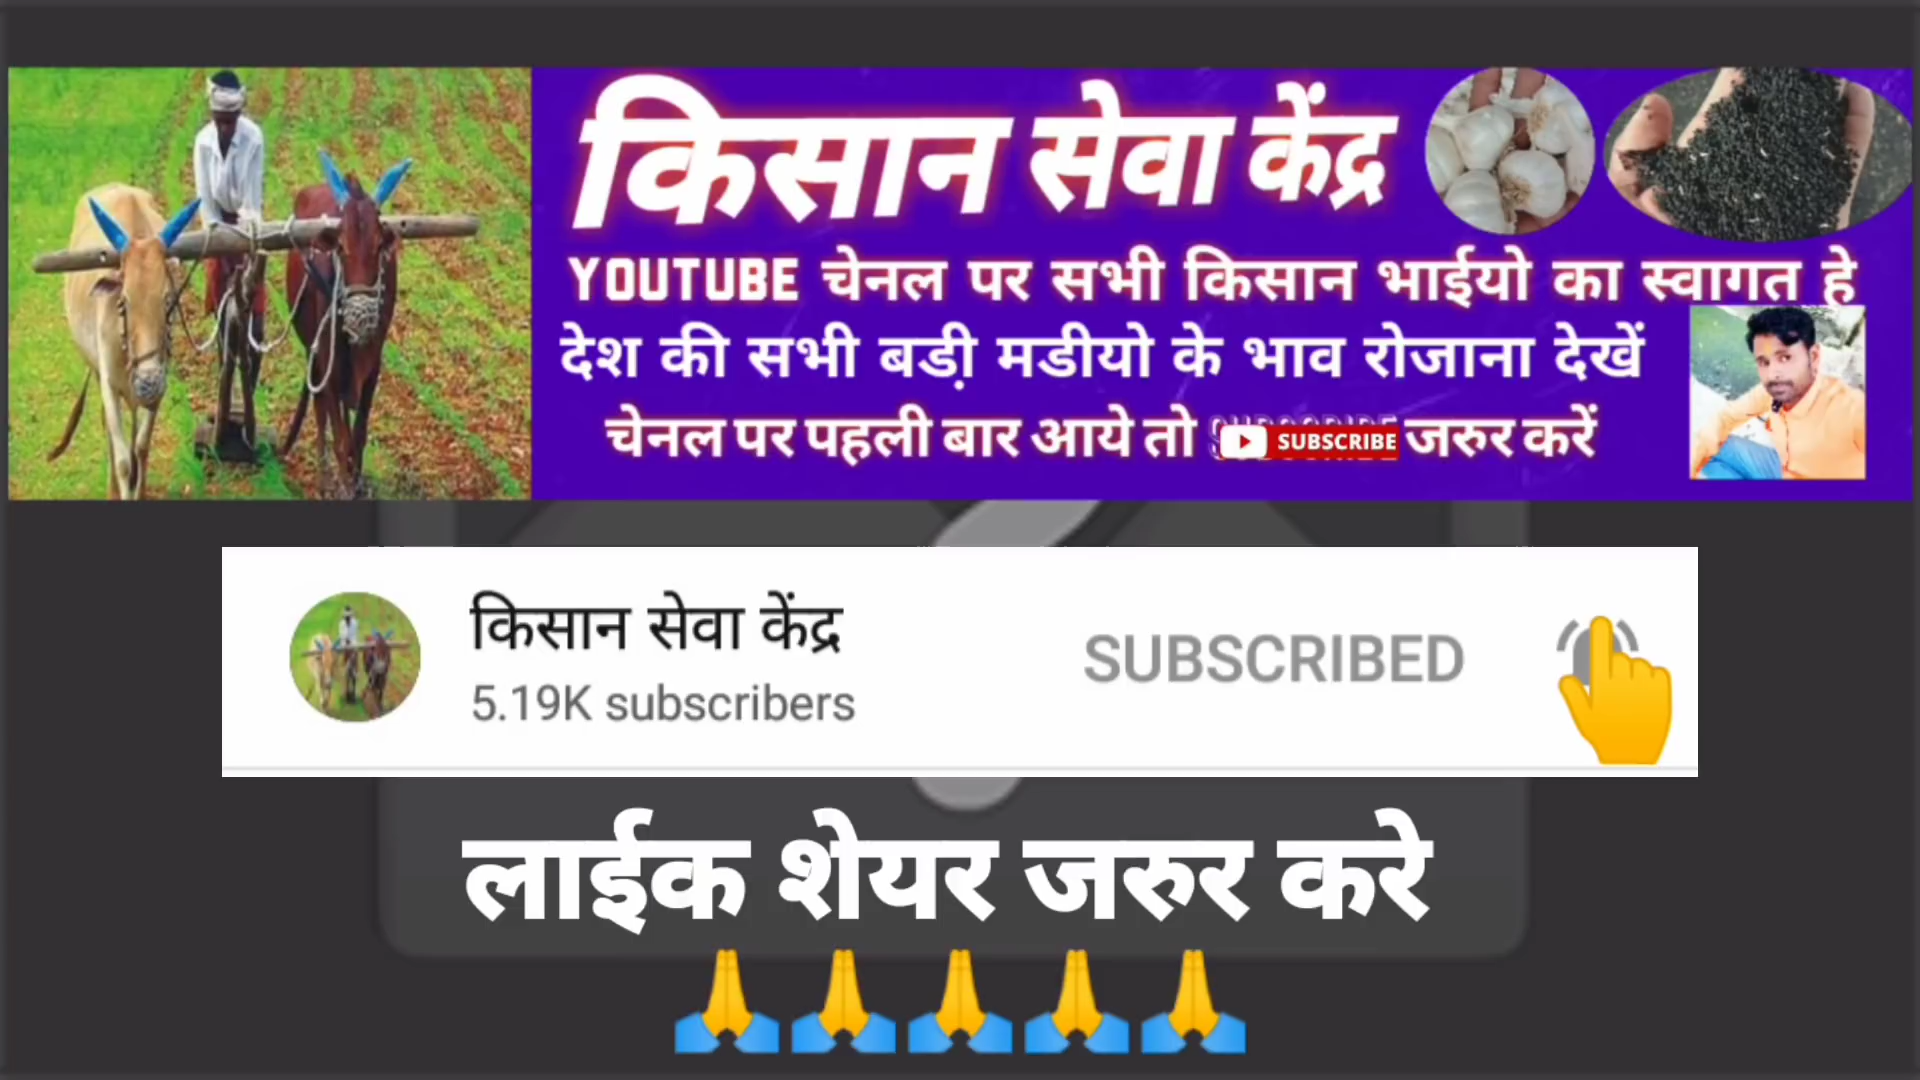 किसान सेवा केंद्र
YOUTUBE चेनल पर सभी किसान भाईयो का स्वागत हे
देश की सभी बडी़ मडीयो के भाव रोजाना देखें
चेनल पर पहली बार आये तो SUBSCRIBE जरुर करें
किसान सेवा केंद्र
5.19K subscribers
SUBSCRIBED
लाईक शेयर जरुर करे
🙏🙏🙏🙏🙏